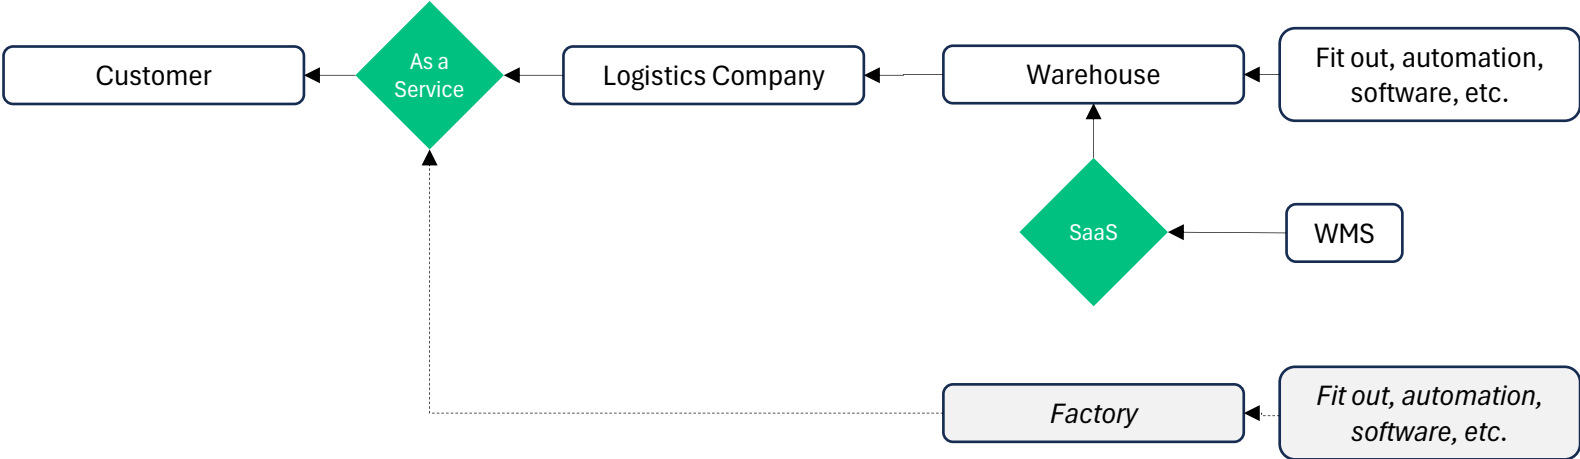 Customer
As a
Service
Logistics Company
Warehouse
Fit out, automation,
software, etc.
SaaS
WMS
Factory
Fit out, automation,
software, etc.